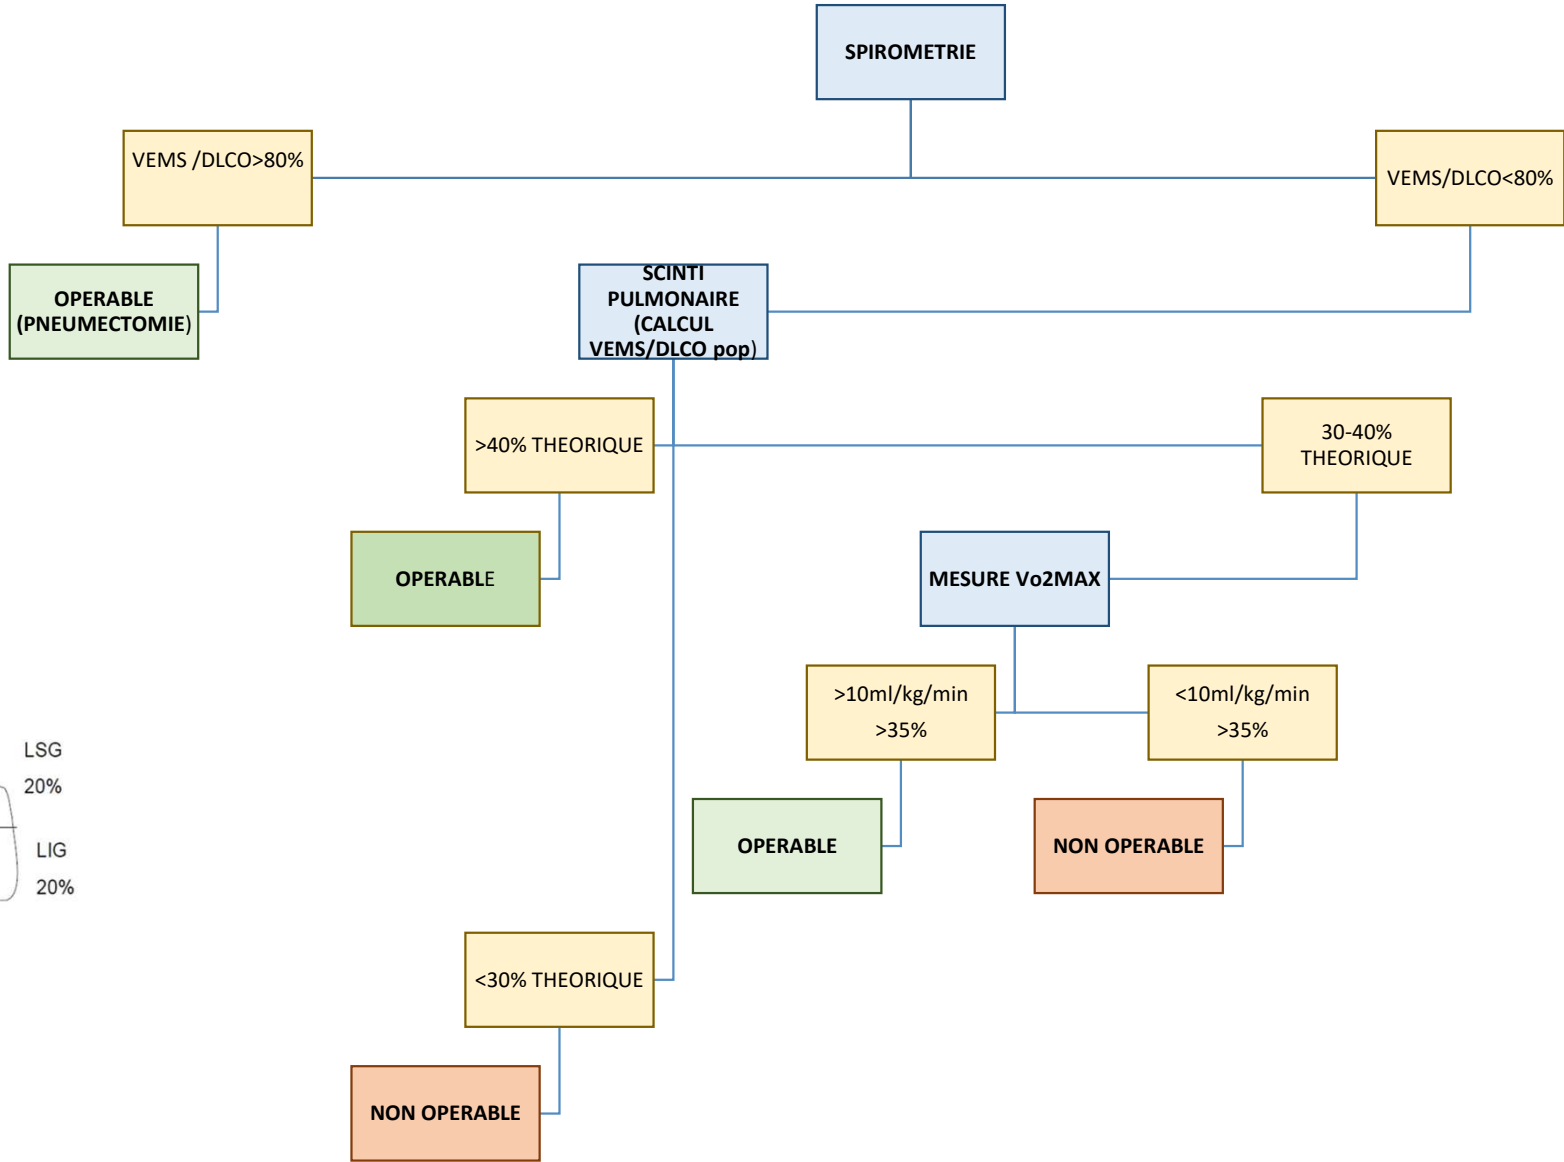 SPIROMETRIE
VEMS /DLCO>80%
VEMS/DLCO<80%
OPERABLE
(PNEUMECTOMIE)
SCINTI
PULMONAIRE
(CALCUL
VEMS/DLCO pop)
>40% THEORIQUE
30-40%
THEORIQUE
OPERABLE
MESURE Vo2MAX
>10ml/kg/min
>35%
<10ml/kg/min
>35%
LSG
20%
LIG
20%
OPERABLE
NON OPERABLE
<30% THEORIQUE
NON OPERABLE